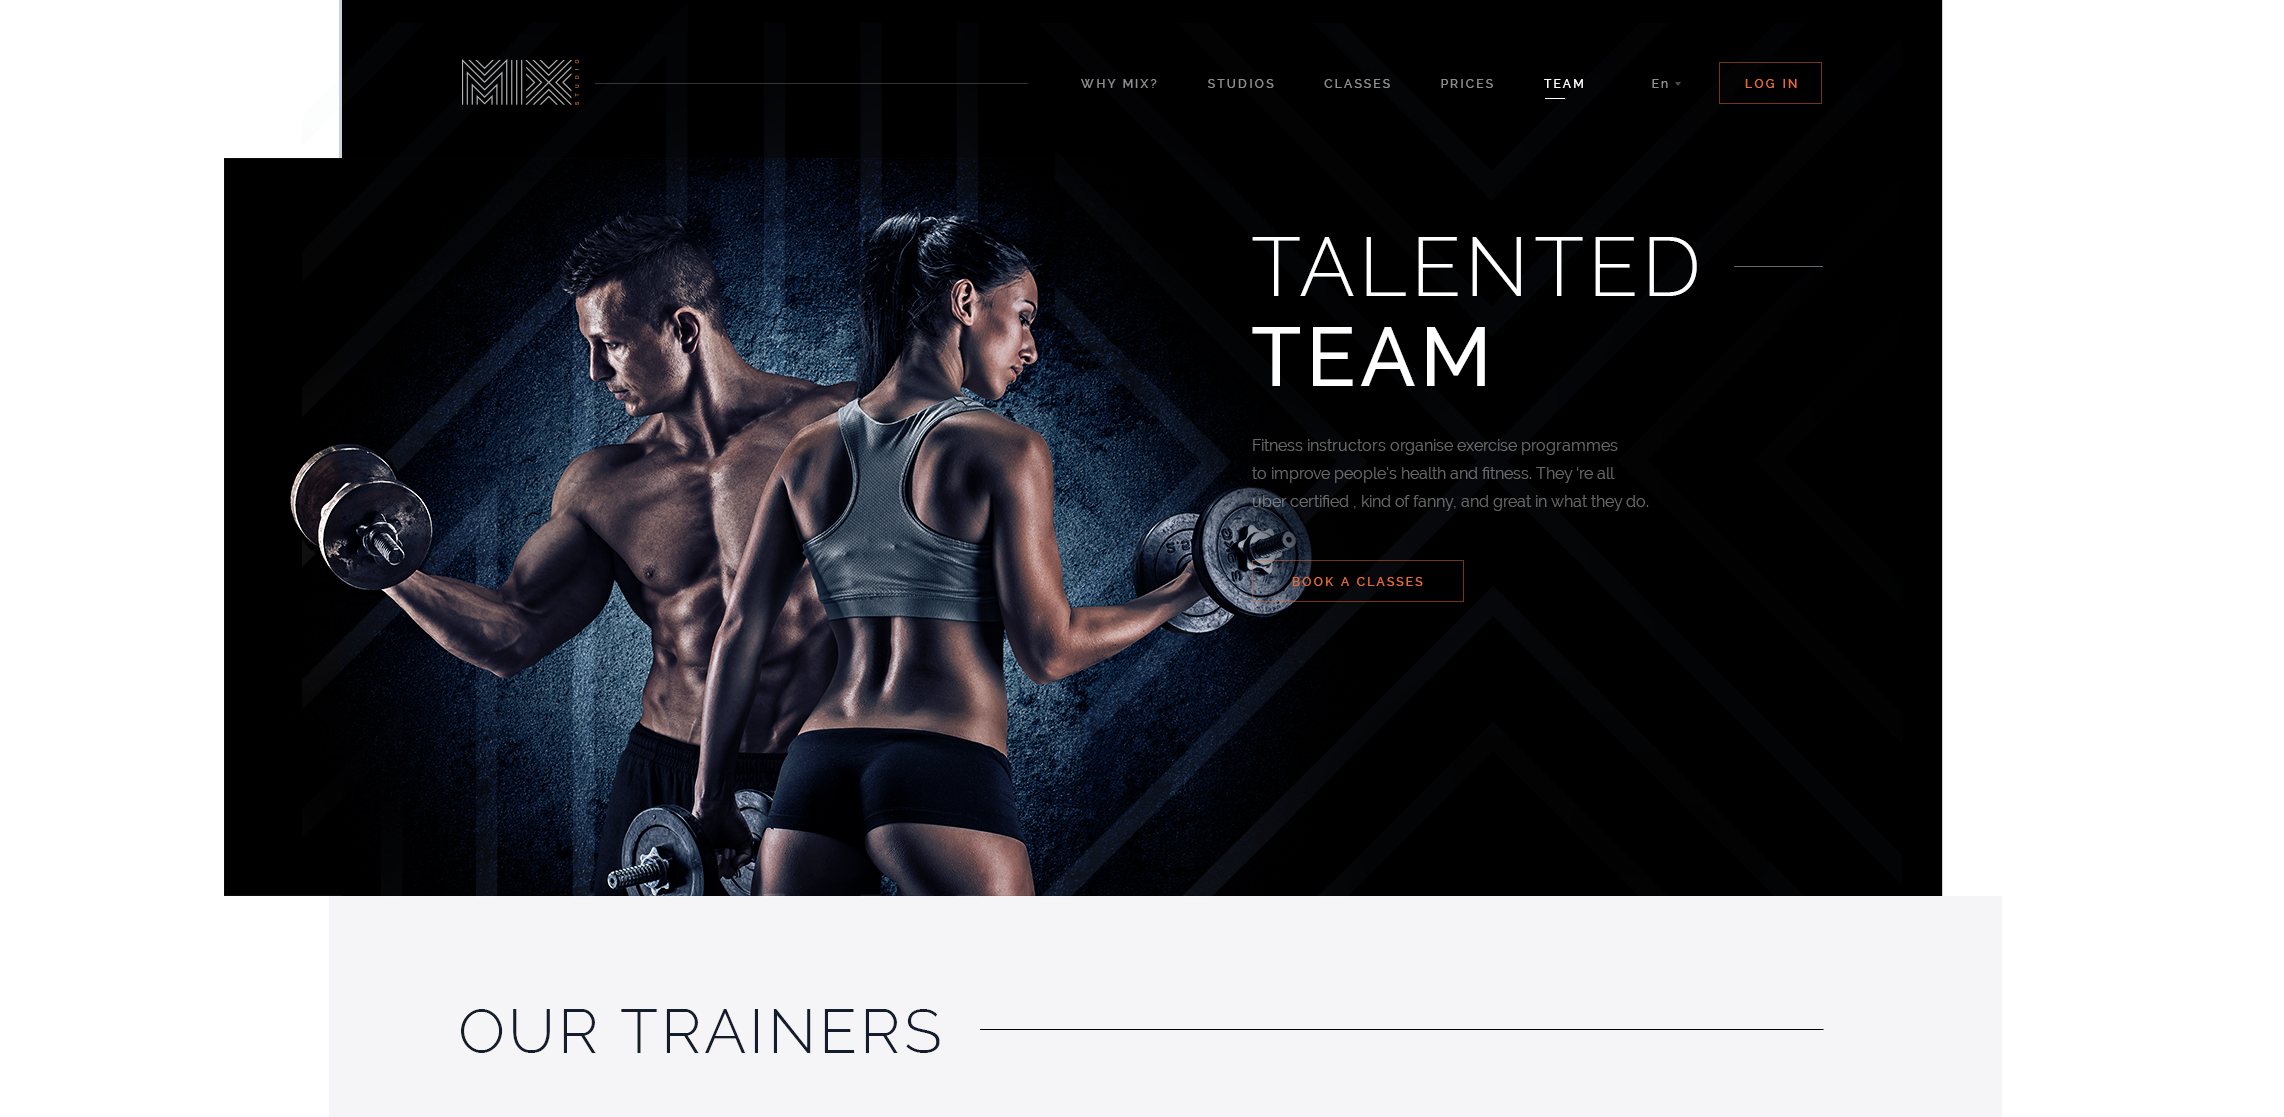 MIX STUDIO
WHY MIX?
STUDIOS
CLASSES
PRICES
TEAM
En
LOG IN
TALENTED
TEAM
Fitness instructors organise exercise programmes
to improve people's health and fitness. They ‘re all
uber certified , kind of fanny, and great in what they do.
BOOK A CLASSES
OUR TRAINERS